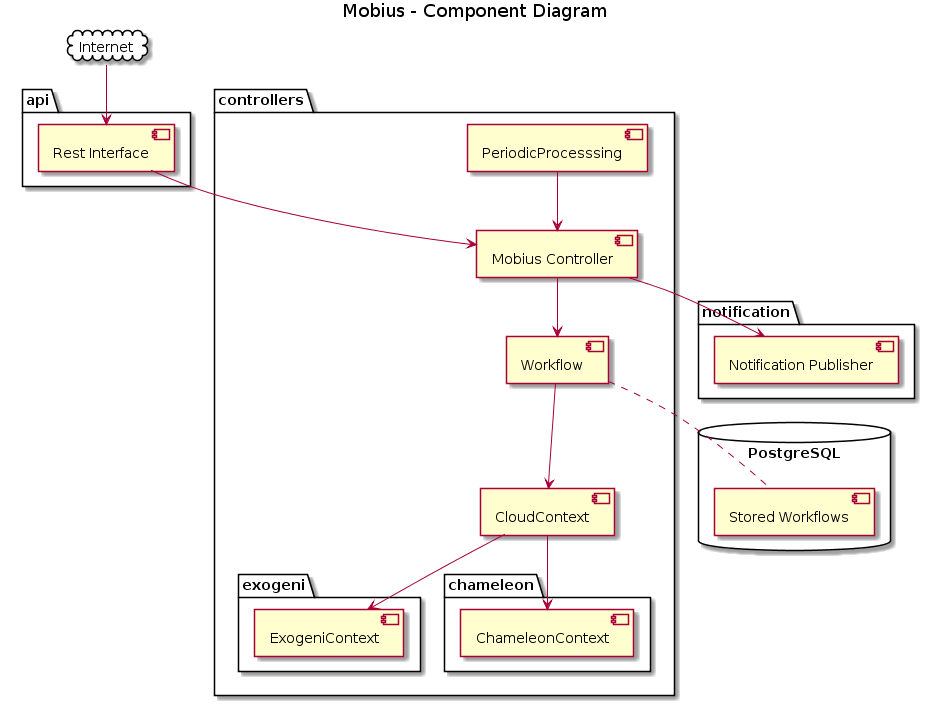 Mobius - Component Diagram
Internet
api
Rest Interface
controllers
PeriodicProcesssing
Mobius Controller
notification
Notification Publisher
Workflow
PostgreSQL
Stored Workflows
CloudContext
exogeni
ExogeniContext
chameleon
ChameleonContext